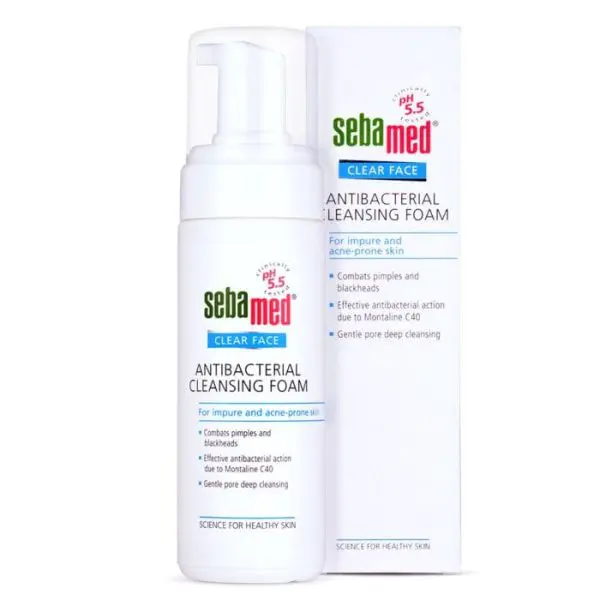 clinically
pH
5.5
tested
sebamed®
CLEAR FACE
ANTIBACTERIAL
CLEANSING FOAM
For impure and acne-prone skin
▪ Combats pimples and
blackheads
▪ Effective antibacterial action
due to Montaline C40
▪ Gentle pore deep cleansing
SCIENCE FOR HEALTHY SKIN
clinically
pH
5.5
tested
sebamed®
CLEAR FACE
ANTIBACTERIAL
CLEANSING FOAM
For impure and
acne-prone skin
▪ Combats pimples and
blackheads
▪ Effective antibacterial action
due to Montaline C40
▪ Gentle pore deep cleansing
SCIENCE FOR HEALTHY SKIN